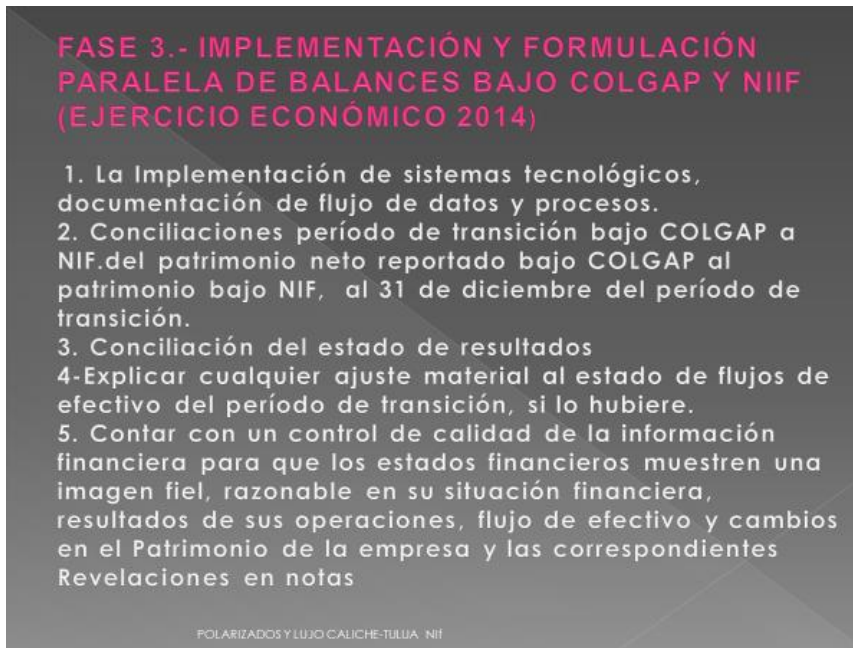 FASE 3.- IMPLEMENTACIÓN Y FORMULACIÓN
PARALELA DE BALANCES BAJO COLGAP Y NIIF
(EJERCICIO ECONÓMICO 2014)
1. La Implementación de sistemas tecnológicos,
documentación de flujo de datos y procesos.
2. Conciliaciones período de transición bajo COLGAP a
NIF.del patrimonio neto reportado bajo COLGAP al
patrimonio bajo NIF, al 31 de diciembre del período de
transición.
3. Conciliación del estado de resultados
4-Explicar cualquier ajuste material al estado de flujos de
efectivo del período de transición, si lo hubiere.
5. Contar con un control de calidad de la información
financiera para que los estados financieros muestren una
imagen fiel, razonable en su situación financiera,
resultados de sus operaciones, flujo de efectivo y cambios
en el Patrimonio de la empresa y las correspondientes
Revelaciones en notas
POLARIZADOS Y LUJO CALICHE-TULUA NIf